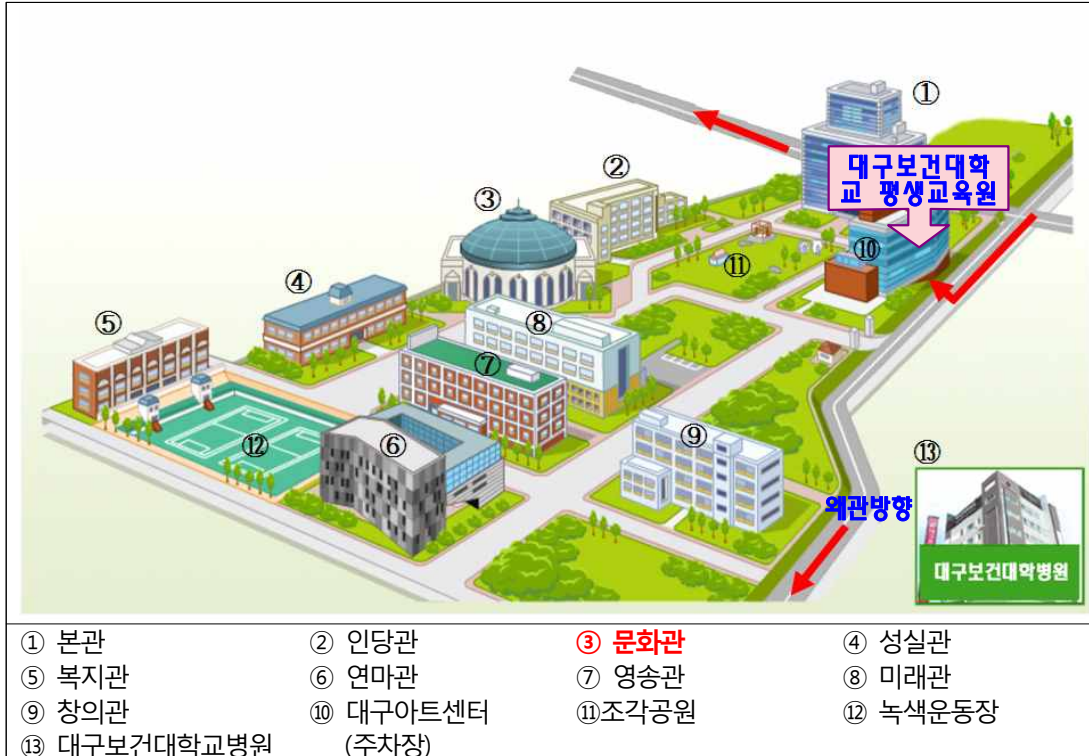 ①
대구보건대학
교 평생교육원
②
③
⑩
⑪
④
⑧
⑤
⑦
⑨
⑥
⑫
⑬
왜관방향
대구보건대학병원
① 본관
② 인당관
③ 문화관
④ 성실관
⑤ 복지관
⑥ 연마관
⑦ 영송관
⑧ 미래관
⑨ 창의관
⑩ 대구아트센터
(주차장)
⑪조각공원
⑫ 녹색운동장
⑬ 대구보건대학교병원